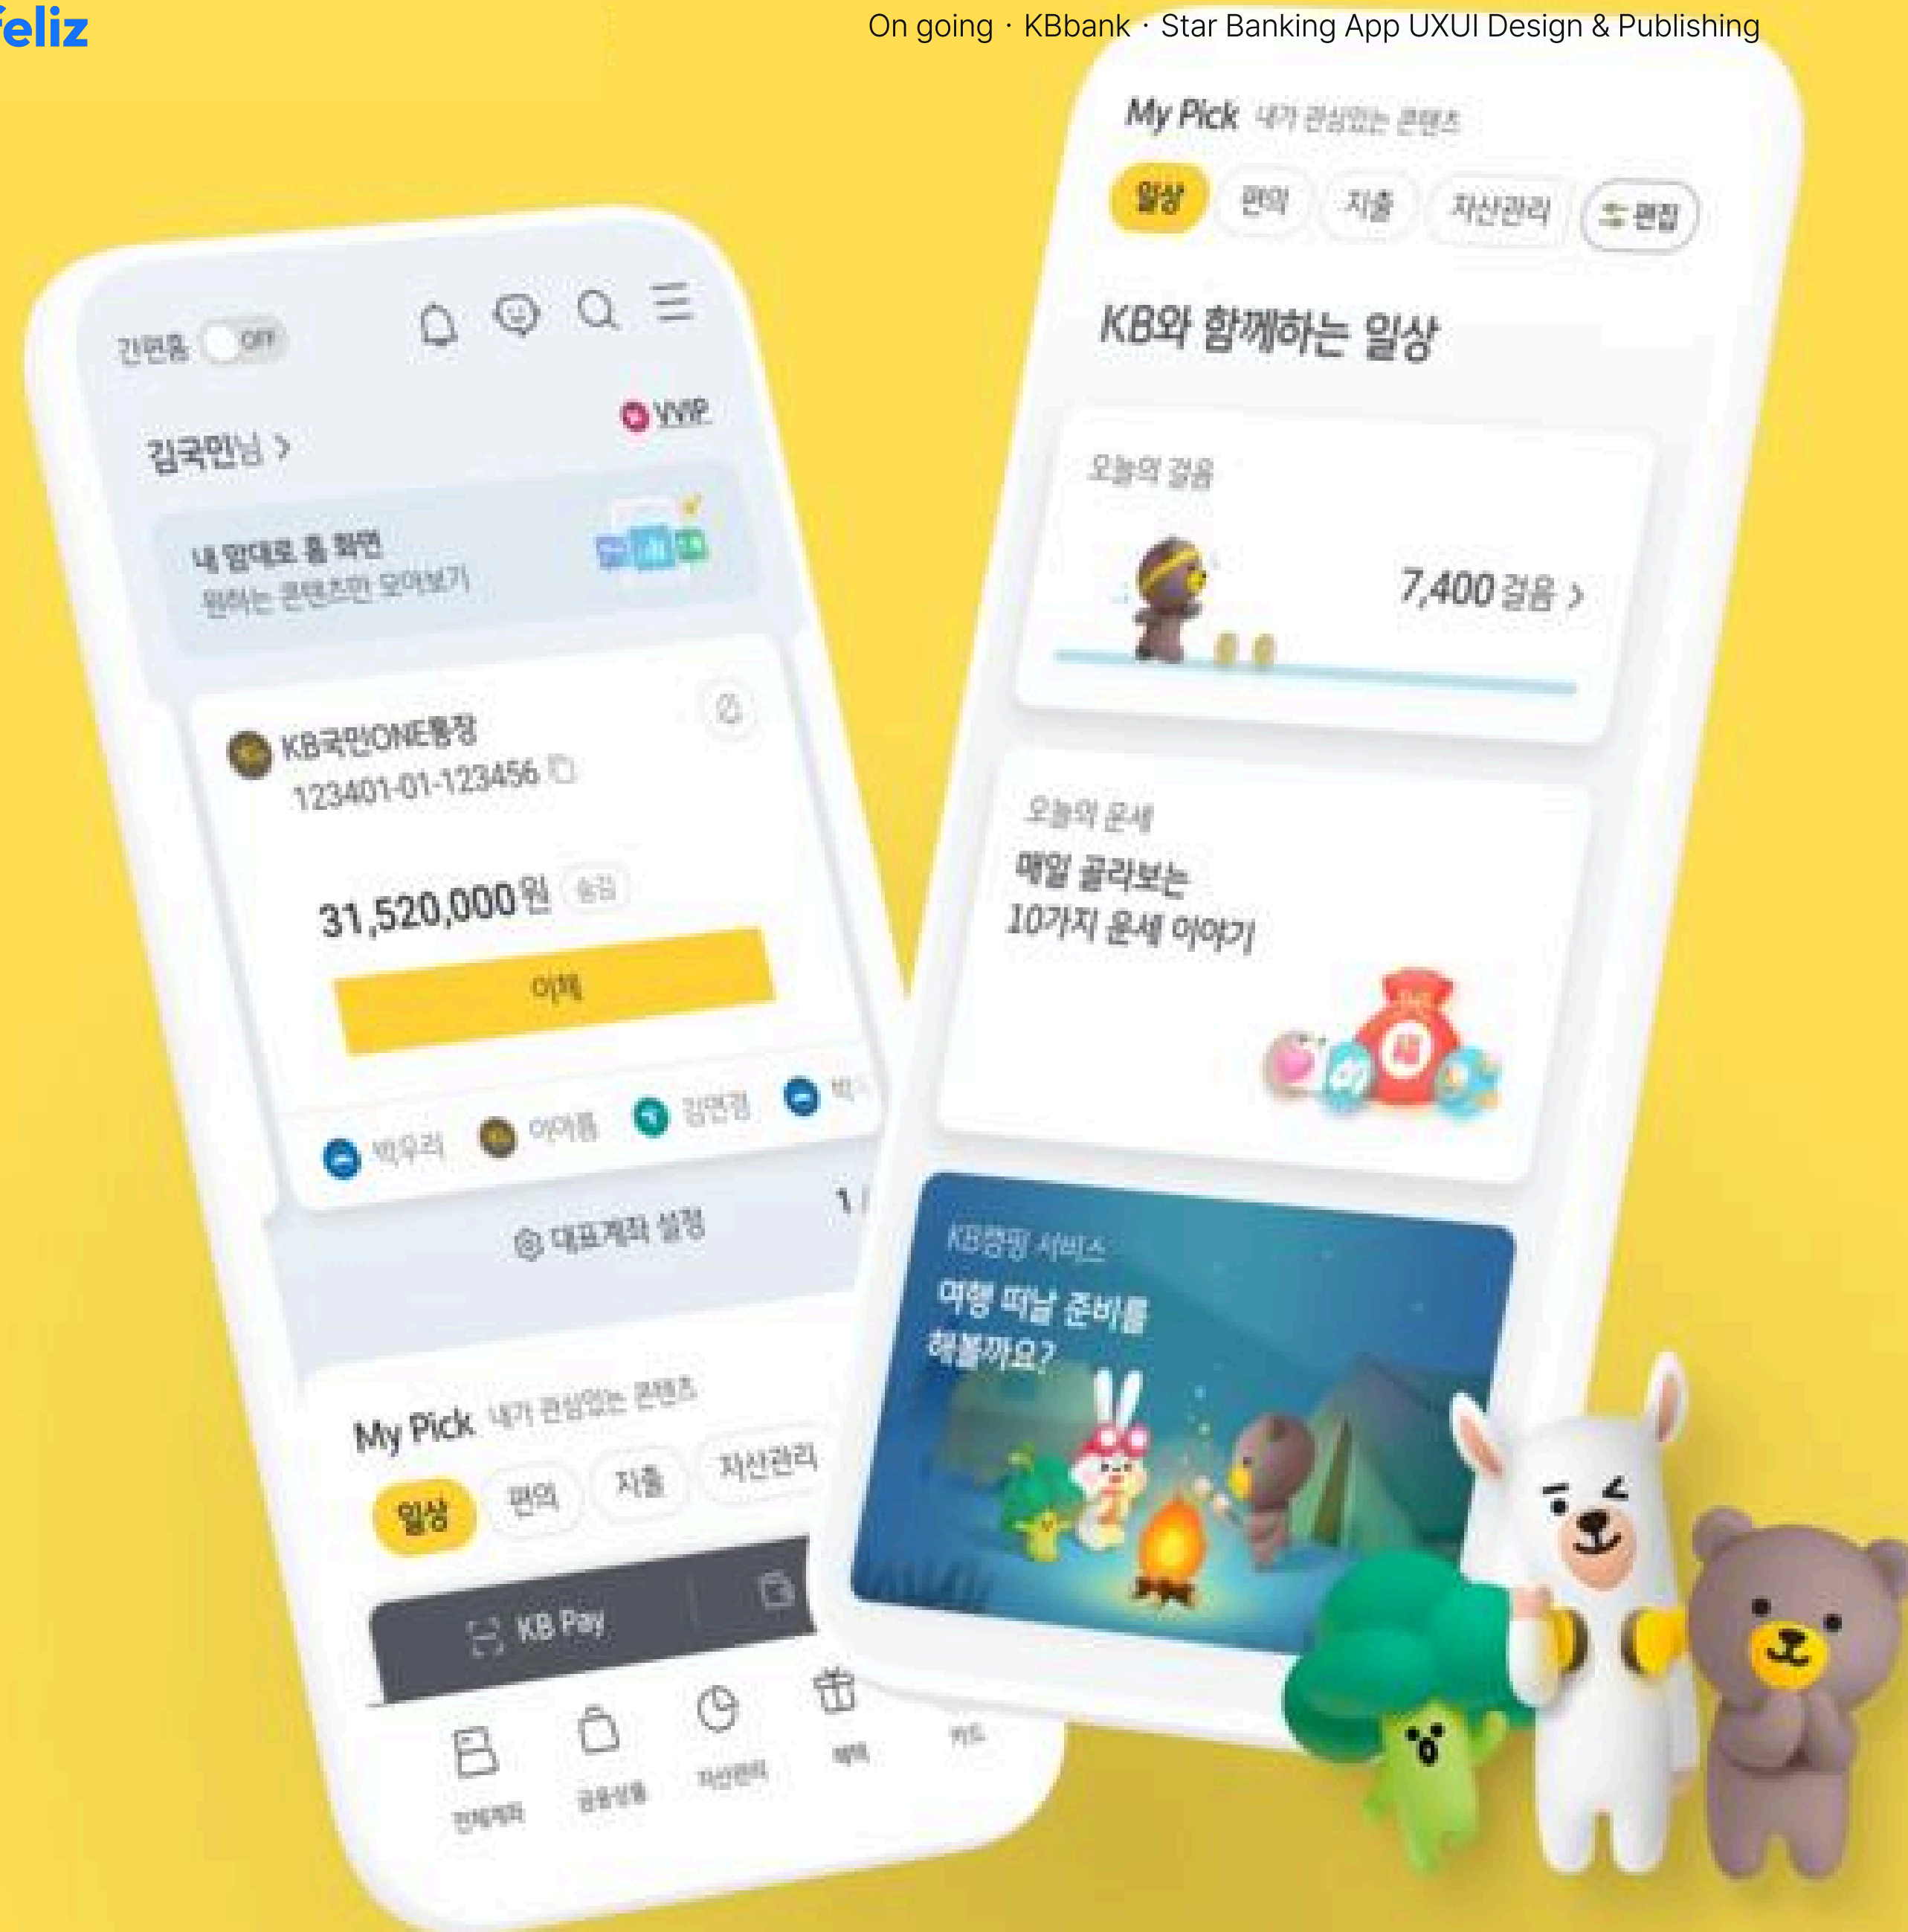 feliz
On going · KBbank · Star Banking App UXUI Design & Publishing
간편홈 OFF
VVIP
김국민님
내 맘대로 홈 화면
원하는 콘텐츠만 모아보기
KB국민ONE통장
123401-01-123456
31,520,000원 숨김
이체
박우리 이아름 김면경 박
대표계좌 설정 1 /
My Pick 내가 관심있는 콘텐츠
일상 편의 지출 자산관리
KB Pay
전체계좌 금융상품 자산관리 혜택 카드
My Pick 내가 관심있는 콘텐츠
일상 편의 지출 자산관리 편집
KB와 함께하는 일상
오늘의 걸음
7,400 걸음
오늘의 운세
매일 골라보는
10가지 운세 이야기
KB캠핑 서비스
여행 떠날 준비를
해볼까요?